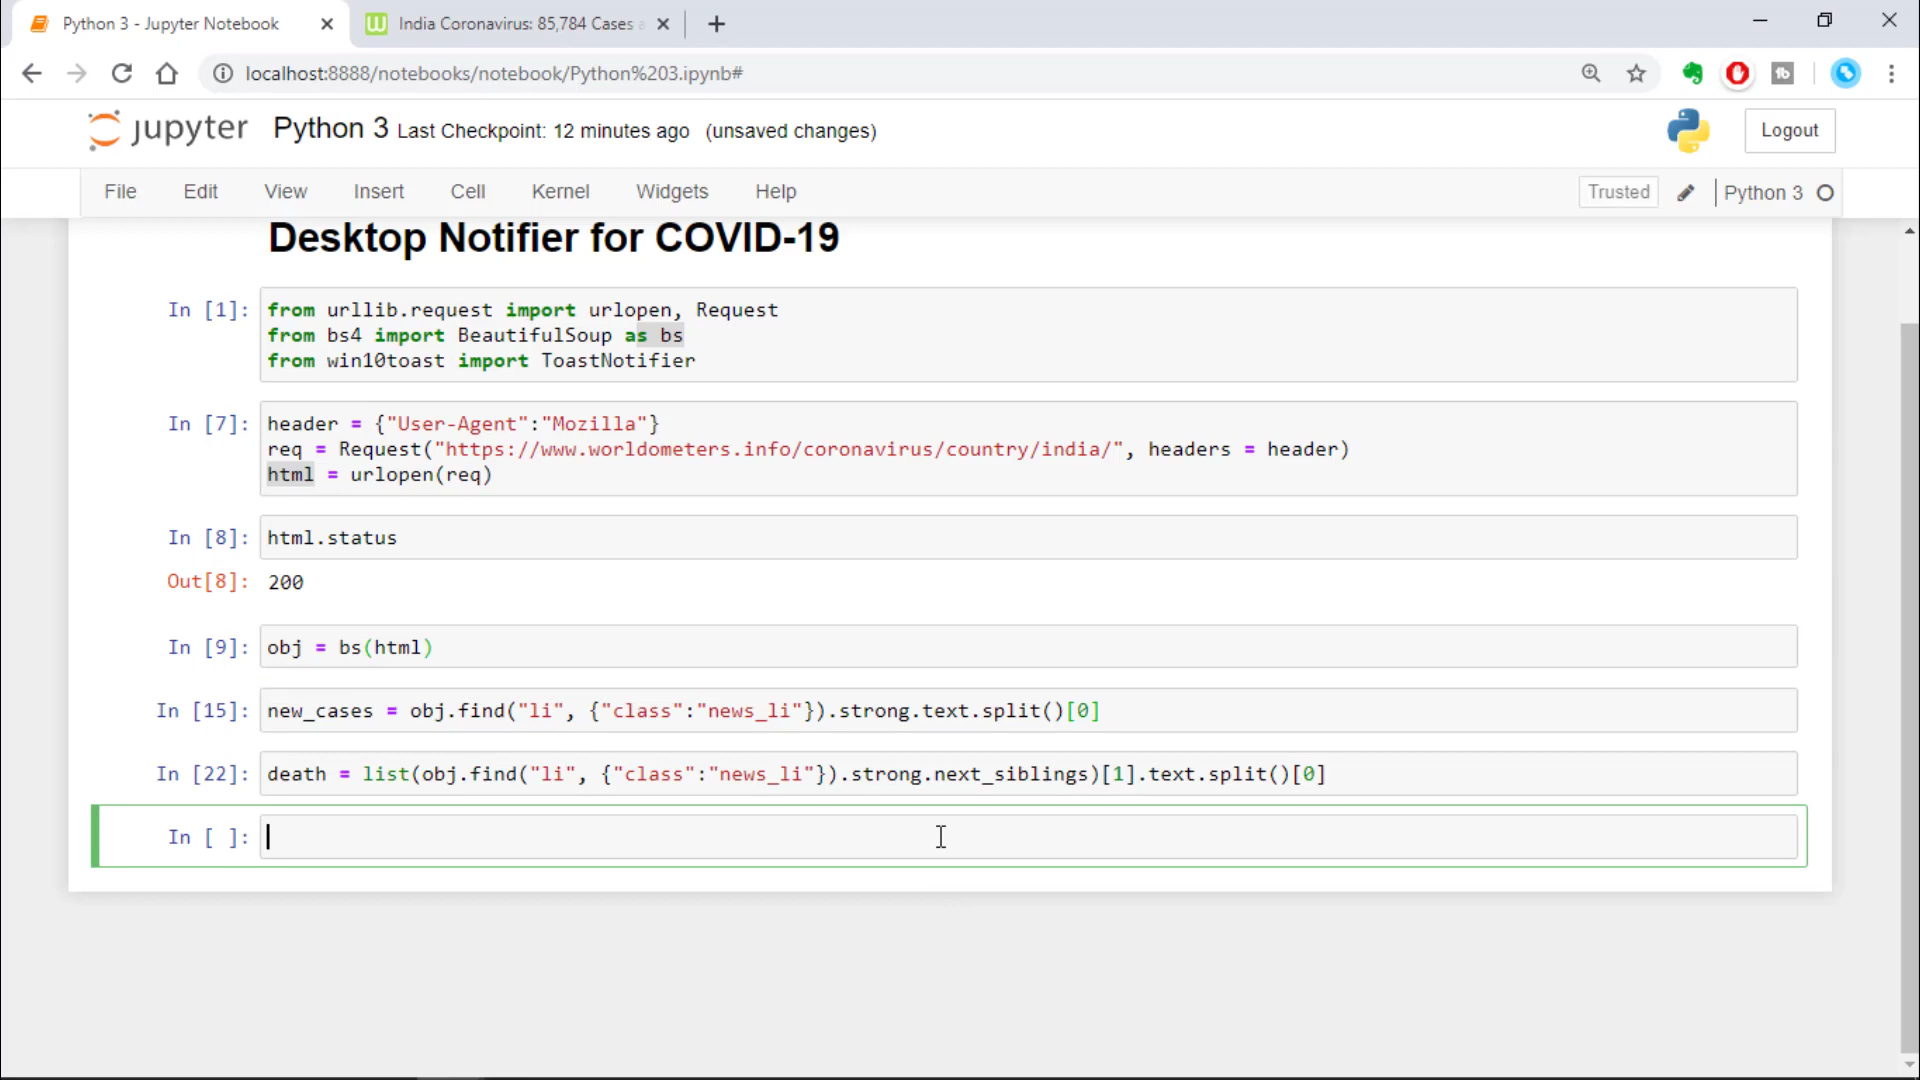 Python 3 - Jupyter Notebook
India Coronavirus: 85,784 Cases
localhost:8888/notebooks/notebook/Python%203.ipynb#
jupyter Python 3 Last Checkpoint: 12 minutes ago (unsaved changes)
Logout
File Edit View Insert Cell Kernel Widgets Help
Trusted
Python 3
Desktop Notifier for COVID-19
In [1]: from urllib.request import urlopen, Request
from bs4 import BeautifulSoup as bs
from win10toast import ToastNotifier
In [7]: header = {"User-Agent":"Mozilla"}
req = Request("https://www.worldometers.info/coronavirus/country/india/", headers = header)
html = urlopen(req)
In [8]: html.status
Out[8]: 200
In [9]: obj = bs(html)
In [15]: new_cases = obj.find("li", {"class":"news_li"}).strong.text.split()[0]
In [22]: death = list(obj.find("li", {"class":"news_li"}).strong.next_siblings)[1].text.split()[0]
In [ ]: